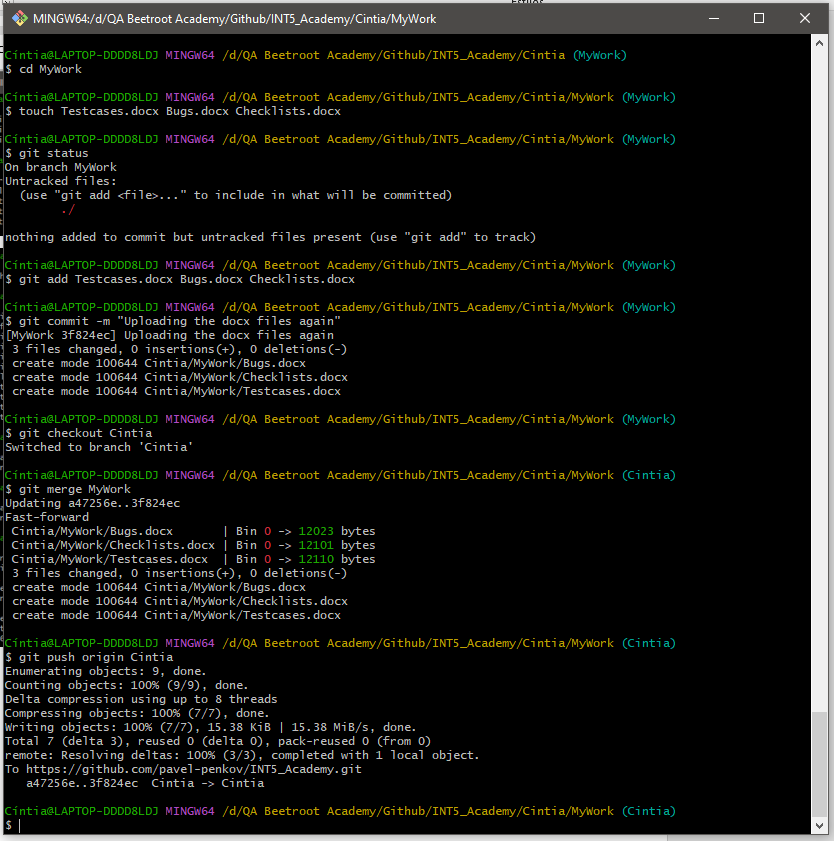 MINGW64:/d/QA Beetroot Academy/Github/INT5_Academy/Cintia/MyWork
Cintia@LAPTOP-DDDD8LDJ MINGW64 /d/QA Beetroot Academy/Github/INT5_Academy/Cintia (MyWork)
$ cd MyWork
Cintia@LAPTOP-DDDD8LDJ MINGW64 /d/QA Beetroot Academy/Github/INT5_Academy/Cintia/MyWork (MyWork)
$ touch Testcases.docx Bugs.docx Checklists.docx
Cintia@LAPTOP-DDDD8LDJ MINGW64 /d/QA Beetroot Academy/Github/INT5_Academy/Cintia/MyWork (MyWork)
$ git status
On branch MyWork
Untracked files:
  (use "git add <file>..." to include in what will be committed)
        ./
nothing added to commit but untracked files present (use "git add" to track)
Cintia@LAPTOP-DDDD8LDJ MINGW64 /d/QA Beetroot Academy/Github/INT5_Academy/Cintia/MyWork (MyWork)
$ git add Testcases.docx Bugs.docx Checklists.docx
Cintia@LAPTOP-DDDD8LDJ MINGW64 /d/QA Beetroot Academy/Github/INT5_Academy/Cintia/MyWork (MyWork)
$ git commit -m "Uploading the docx files again"
[MyWork 3f824ec] Uploading the docx files again
 3 files changed, 0 insertions(+), 0 deletions(-)
 create mode 100644 Cintia/MyWork/Bugs.docx
 create mode 100644 Cintia/MyWork/Checklists.docx
 create mode 100644 Cintia/MyWork/Testcases.docx
Cintia@LAPTOP-DDDD8LDJ MINGW64 /d/QA Beetroot Academy/Github/INT5_Academy/Cintia/MyWork (MyWork)
$ git checkout Cintia
Switched to branch 'Cintia'
Cintia@LAPTOP-DDDD8LDJ MINGW64 /d/QA Beetroot Academy/Github/INT5_Academy/Cintia/MyWork (Cintia)
$ git merge MyWork
Updating a47256e..3f824ec
Fast-forward
 Cintia/MyWork/Bugs.docx       | Bin 0 -> 12023 bytes
 Cintia/MyWork/Checklists.docx | Bin 0 -> 12101 bytes
 Cintia/MyWork/Testcases.docx  | Bin 0 -> 12110 bytes
 3 files changed, 0 insertions(+), 0 deletions(-)
 create mode 100644 Cintia/MyWork/Bugs.docx
 create mode 100644 Cintia/MyWork/Checklists.docx
 create mode 100644 Cintia/MyWork/Testcases.docx
Cintia@LAPTOP-DDDD8LDJ MINGW64 /d/QA Beetroot Academy/Github/INT5_Academy/Cintia/MyWork (Cintia)
$ git push origin Cintia
Enumerating objects: 9, done.
Counting objects: 100% (9/9), done.
Delta compression using up to 8 threads
Compressing objects: 100% (7/7), done.
Writing objects: 100% (7/7), 15.38 KiB | 15.38 MiB/s, done.
Total 7 (delta 3), reused 0 (delta 0), pack-reused 0 (from 0)
remote: Resolving deltas: 100% (3/3), completed with 1 local object.
To https://github.com/pavel-penkov/INT5_Academy.git
   a47256e..3f824ec  Cintia -> Cintia
Cintia@LAPTOP-DDDD8LDJ MINGW64 /d/QA Beetroot Academy/Github/INT5_Academy/Cintia/MyWork (Cintia)
$